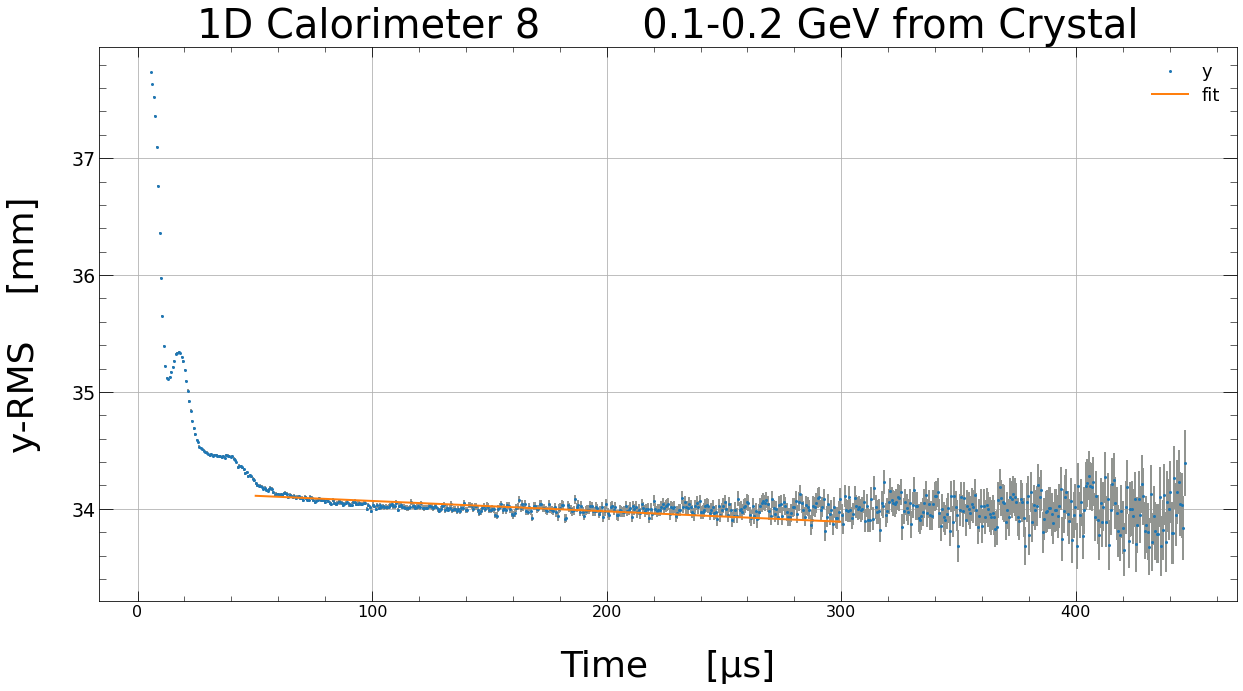 1D Calorimeter 8 0.1-0.2 GeV from Crystal
y
fit
37
36
35
34
y-RMS [mm]
0 100 200 300 400
Time [μs]